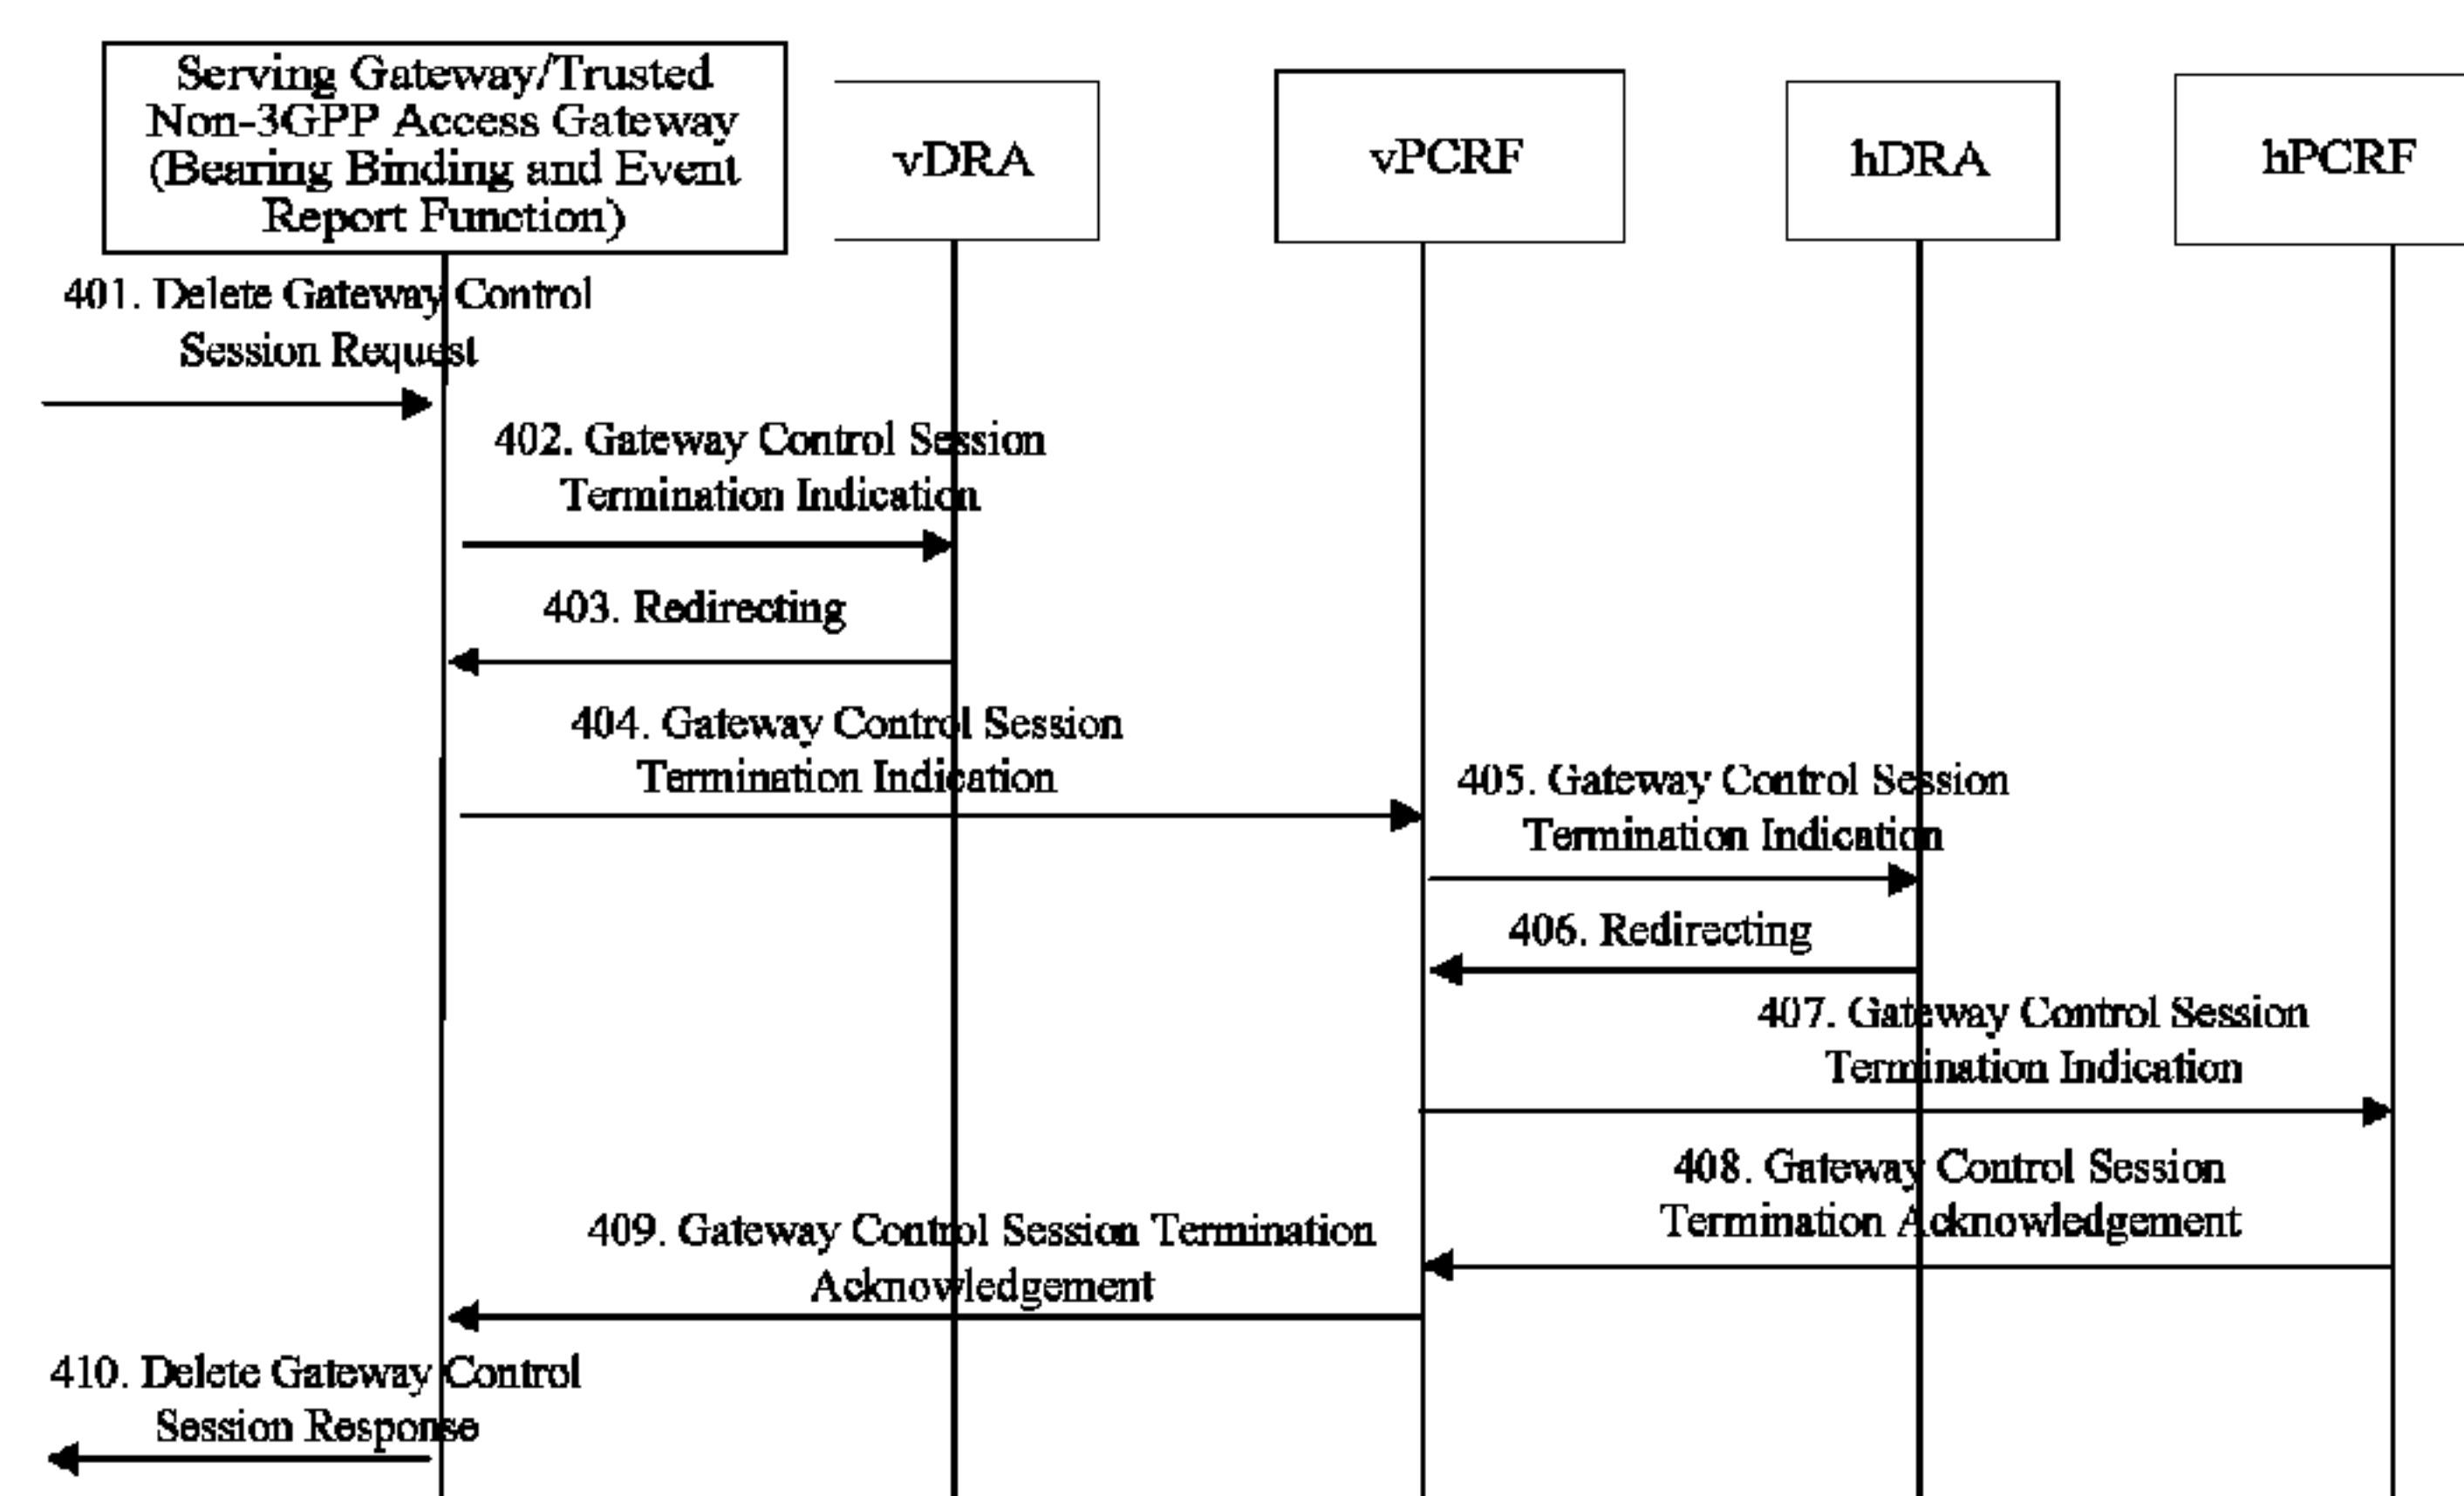 Serving Gateway/Trusted
Non-3GPP Access Gateway
(Bearing Binding and Event
Report Function)
vDRA
vPCRF
hDRA
hPCRF
401. Delete Gateway Control
Session Request
402. Gateway Control Session
Termination Indication
403. Redirecting
404. Gateway Control Session
Termination Indication
405. Gateway Control Session
Termination Indication
406. Redirecting
407. Gateway Control Session
Termination Indication
408. Gateway Control Session
Termination Acknowledgement
409. Gateway Control Session Termination
Acknowledgement
410. Delete Gateway Control
Session Response